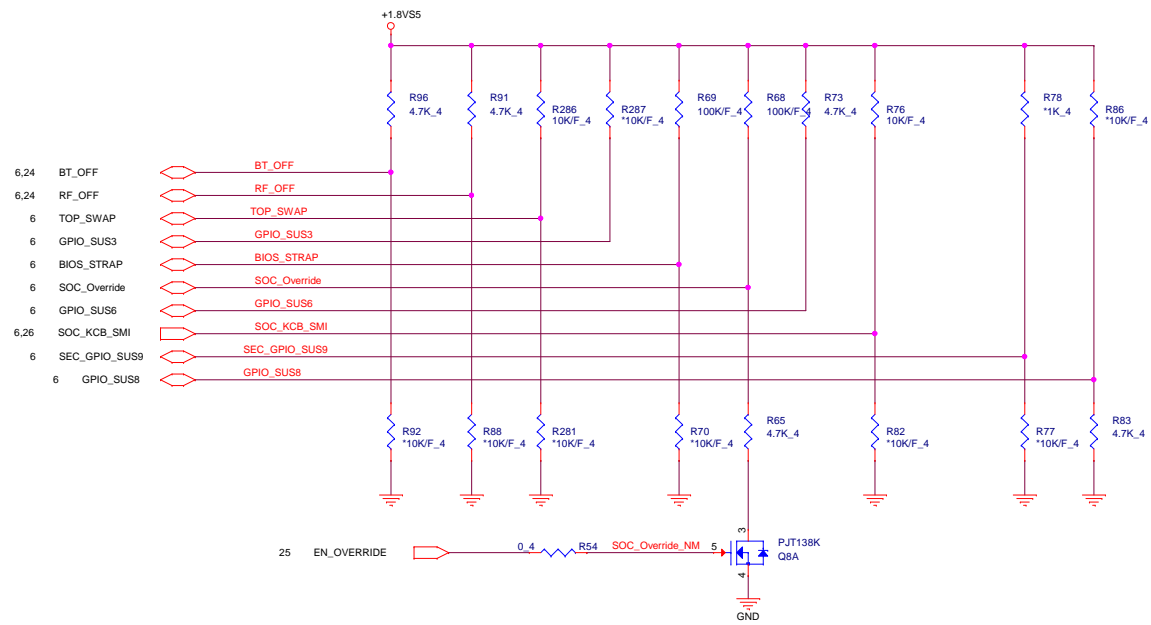 +1.8VS5
R96
4.7K_4
R91
4.7K_4
R286
10K/F_4
R287
*10K/F_4
R69
100K/F_4
R68
100K/F_4
R73
4.7K_4
R76
10K/F_4
R78
*1K_4
R86
*10K/F_4
6,24 BT_OFF BT_OFF
6,24 RF_OFF RF_OFF
6 TOP_SWAP TOP_SWAP
6 GPIO_SUS3 GPIO_SUS3
6 BIOS_STRAP BIOS_STRAP
6 SOC_Override SOC_Override
6 GPIO_SUS6 GPIO_SUS6
6,26 SOC_KCB_SMI SOC_KCB_SMI
6 SEC_GPIO_SUS9 SEC_GPIO_SUS9
6 GPIO_SUS8 GPIO_SUS8
R92
*10K/F_4
R88
*10K/F_4
R281
*10K/F_4
R70
*10K/F_4
R65
4.7K_4
R82
*10K/F_4
R77
*10K/F_4
R83
4.7K_4
25 EN_OVERRIDE 0_4 R54 SOC_Override_NM 5
3
4
PJT138K
Q8A
GND